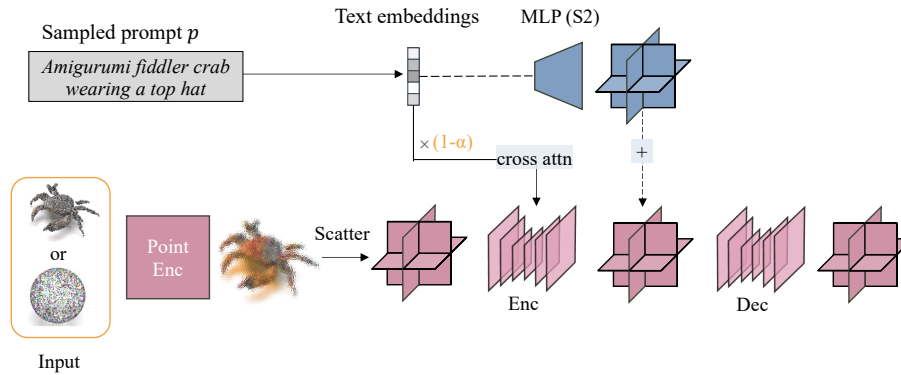 Text embeddings
MLP (S2)
Sampled prompt p
Amigurumi fiddler crab
wearing a top hat
× (1-α)
cross attn
+
or
Point
Enc
Scatter
Enc
Dec
Input